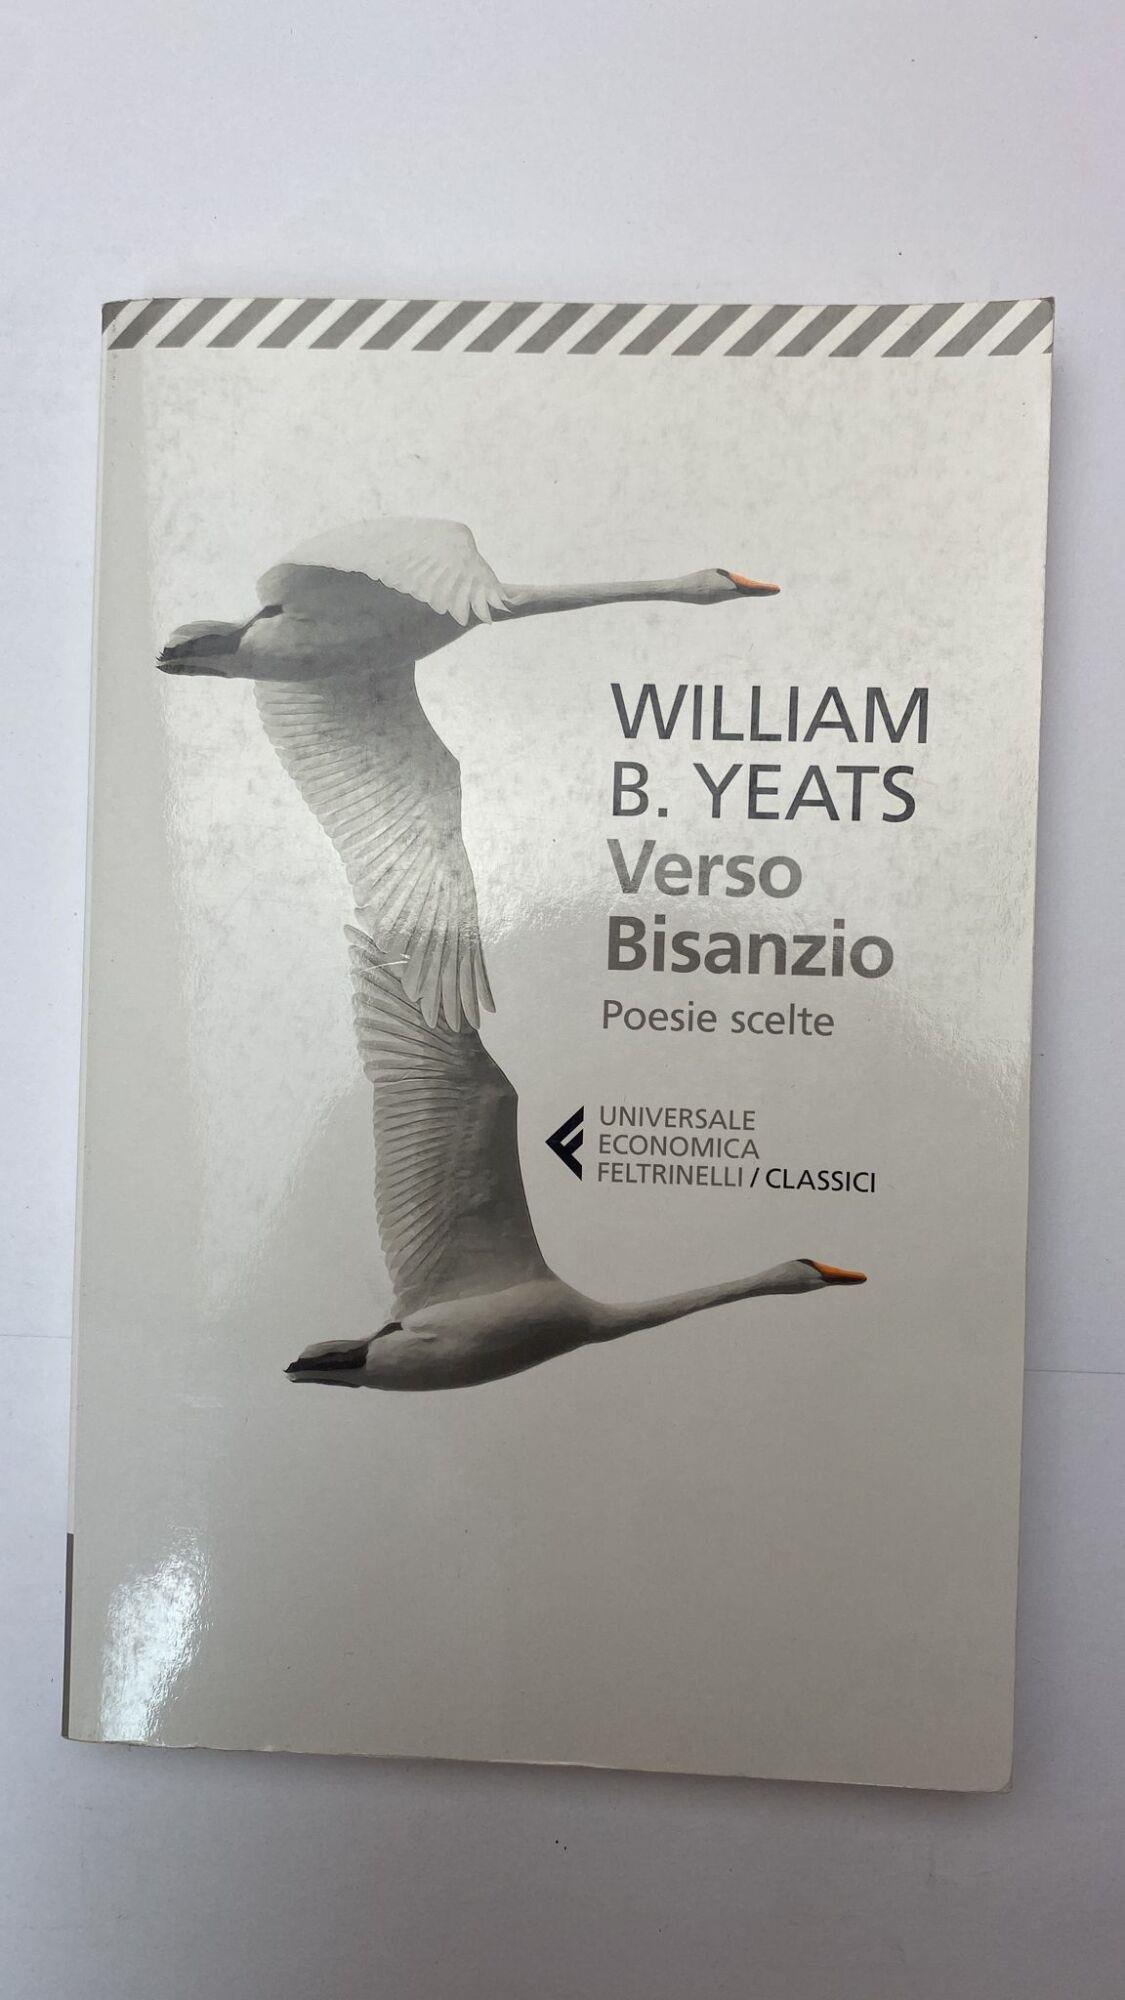 WILLIAM
B. YEATS
Verso
Bisanzio
Poesie scelte
UNIVERSALE
ECONOMICA
FELTRINELLI / CLASSICI